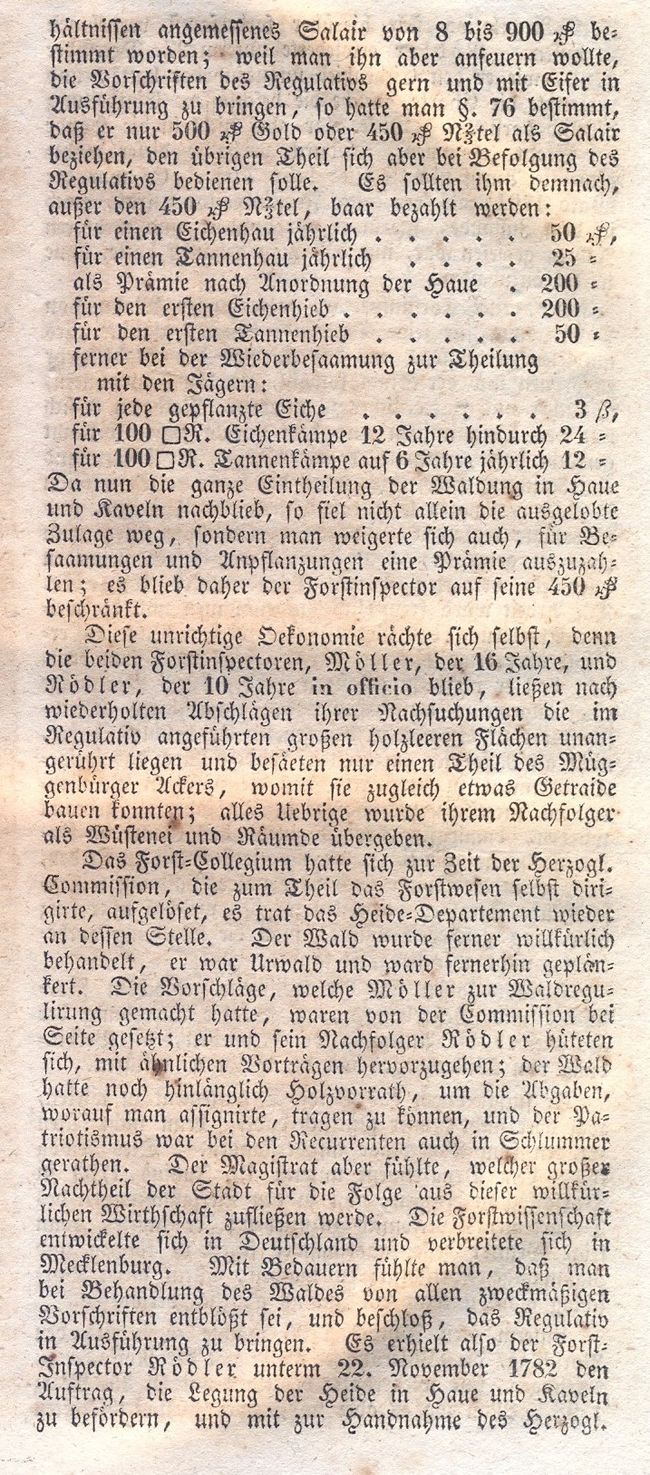 hältnissen angemessenes Salair von 8 bis 900 ₰ be-
stimmt worden; weil man ihn aber anfeuern wollte,
die Vorschriften des Regulativs gern und mit Eifer in
Ausführung zu bringen, so hatte man §. 76 bestimmt,
daß er nur 500 ₰ Gold oder 450 ₰ N⅔tel als Salair
beziehen, den übrigen Theil sich aber bei Befolgung des
Regulativs bedienen solle. Es sollten ihm demnach,
außer den 450 ₰ N⅔tel, baar bezahlt werden:
für einen Eichenhau jährlich . . . . . 50 ₰,
für einen Tannenhau jährlich . . . . 25 =
als Prämie nach Anordnung der Haue . 200 =
für den ersten Eichenhieb . . . . . . 200 =
für den ersten Tannenhieb . . . . . 50 =
ferner bei der Wiederbesaamung zur Theilung
mit den Jägern:
für jede gepflanzte Eiche . . . . . . 3 ß,
für 100 □R. Eichenkämpe 12 Jahre hindurch 24 =
für 100 □R. Tannenkämpe auf 6 Jahre jährlich 12 =
Da nun die ganze Eintheilung der Waldung in Haue
und Kaveln nachblieb, so fiel nicht allein die ausgelobte
Zulage weg, sondern man weigerte sich auch, für Be-
saamungen und Anpflanzungen eine Prämie auszuzah-
len; es blieb daher der Forstinspector auf seine 450 ₰
beschränkt.
Diese unrichtige Oekonomie rächte sich selbst, denn
die beiden Forstinspectoren, Möller, der 16 Jahre, und
Rödler, der 10 Jahre in officio blieb, ließen nach
wiederholten Abschlägen ihrer Nachsuchungen die im
Regulativ angeführten großen holzleeren Flächen unan-
gerührt liegen und besäeten nur einen Theil des Müg-
genbürger Ackers, womit sie zugleich etwas Getraide
bauen konnten; alles Uebrige wurde ihrem Nachfolger
als Wüstenei und Räumde übergeben.
Das Forst-Collegium hatte sich zur Zeit der Herzogl.
Commission, die zum Theil das Forstwesen selbst diri-
girte, aufgelöset, es trat das Heide-Departement wieder
an dessen Stelle. Der Wald wurde ferner willkürlich
behandelt, er war Urwald und ward fernerhin geplän-
kert. Die Vorschläge, welche Möller zur Waldregu-
lirung gemacht hatte, waren von der Commission bei
Seite gesetzt; er und sein Nachfolger Rödler hüteten
sich, mit ähnlichen Vorträgen hervorzugehen; der Wald
hatte noch hinlänglich Holzvorrath, um die Abgaben,
worauf man assignirte, tragen zu können, und der Pa-
triotismus war bei den Recurrenten auch in Schlummer
gerathen. Der Magistrat aber fühlte, welcher großer
Nachtheil der Stadt für die Folge aus dieser willkür-
lichen Wirthschaft zufließen werde. Die Forstwissenschaft
entwickelte sich in Deutschland und verbreitete sich in
Mecklenburg. Mit Bedauern fühlte man, daß man
bei Behandlung des Waldes von allen zweckmäßigen
Vorschriften entblößt sei, und beschloß, das Regulativ
in Ausführung zu bringen. Es erhielt also der Forst-
Inspector Rödler unterm 22. November 1782 den
Auftrag, die Legung der Heide in Haue und Kaveln
zu befördern, und mit zur Handnahme des Herzogl.